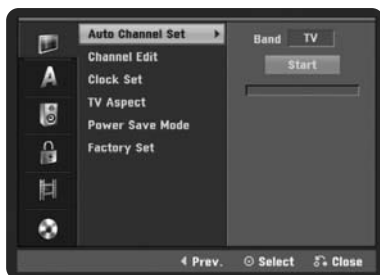 Auto Channel Set
Channel Edit
Clock Set
TV Aspect
Power Save Mode
Factory Set
Band TV
Start
A
Prev. Select Close